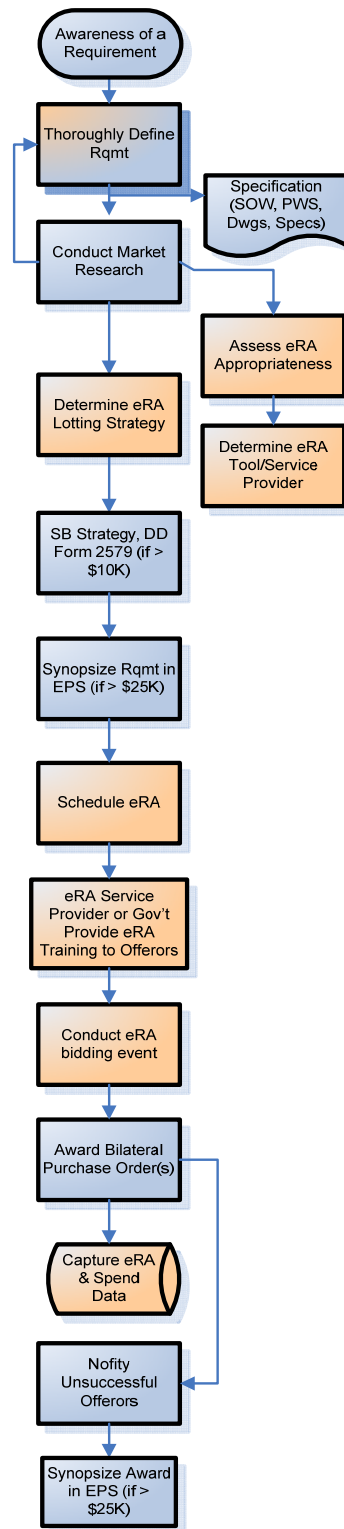 Awareness of a
Requirement
Thoroughly Define
Rqmt
Specification
(SOW, PWS,
Dwgs, Specs)
Conduct Market
Research
Assess eRA
Appropriateness
Determine eRA
Lotting Strategy
Determine eRA
Tool/Service
Provider
SB Strategy, DD
Form 2579 (if >
$10K)
Synopsize Rqmt in
EPS (if > $25K)
Schedule eRA
eRA Service
Provider or Gov't
Provide eRA
Training to Offerors
Conduct eRA
bidding event
Award Bilateral
Purchase Order(s)
Capture eRA
& Spend
Data
Nofity
Unsuccessful
Offerors
Synopsize Award
in EPS (if >
$25K)